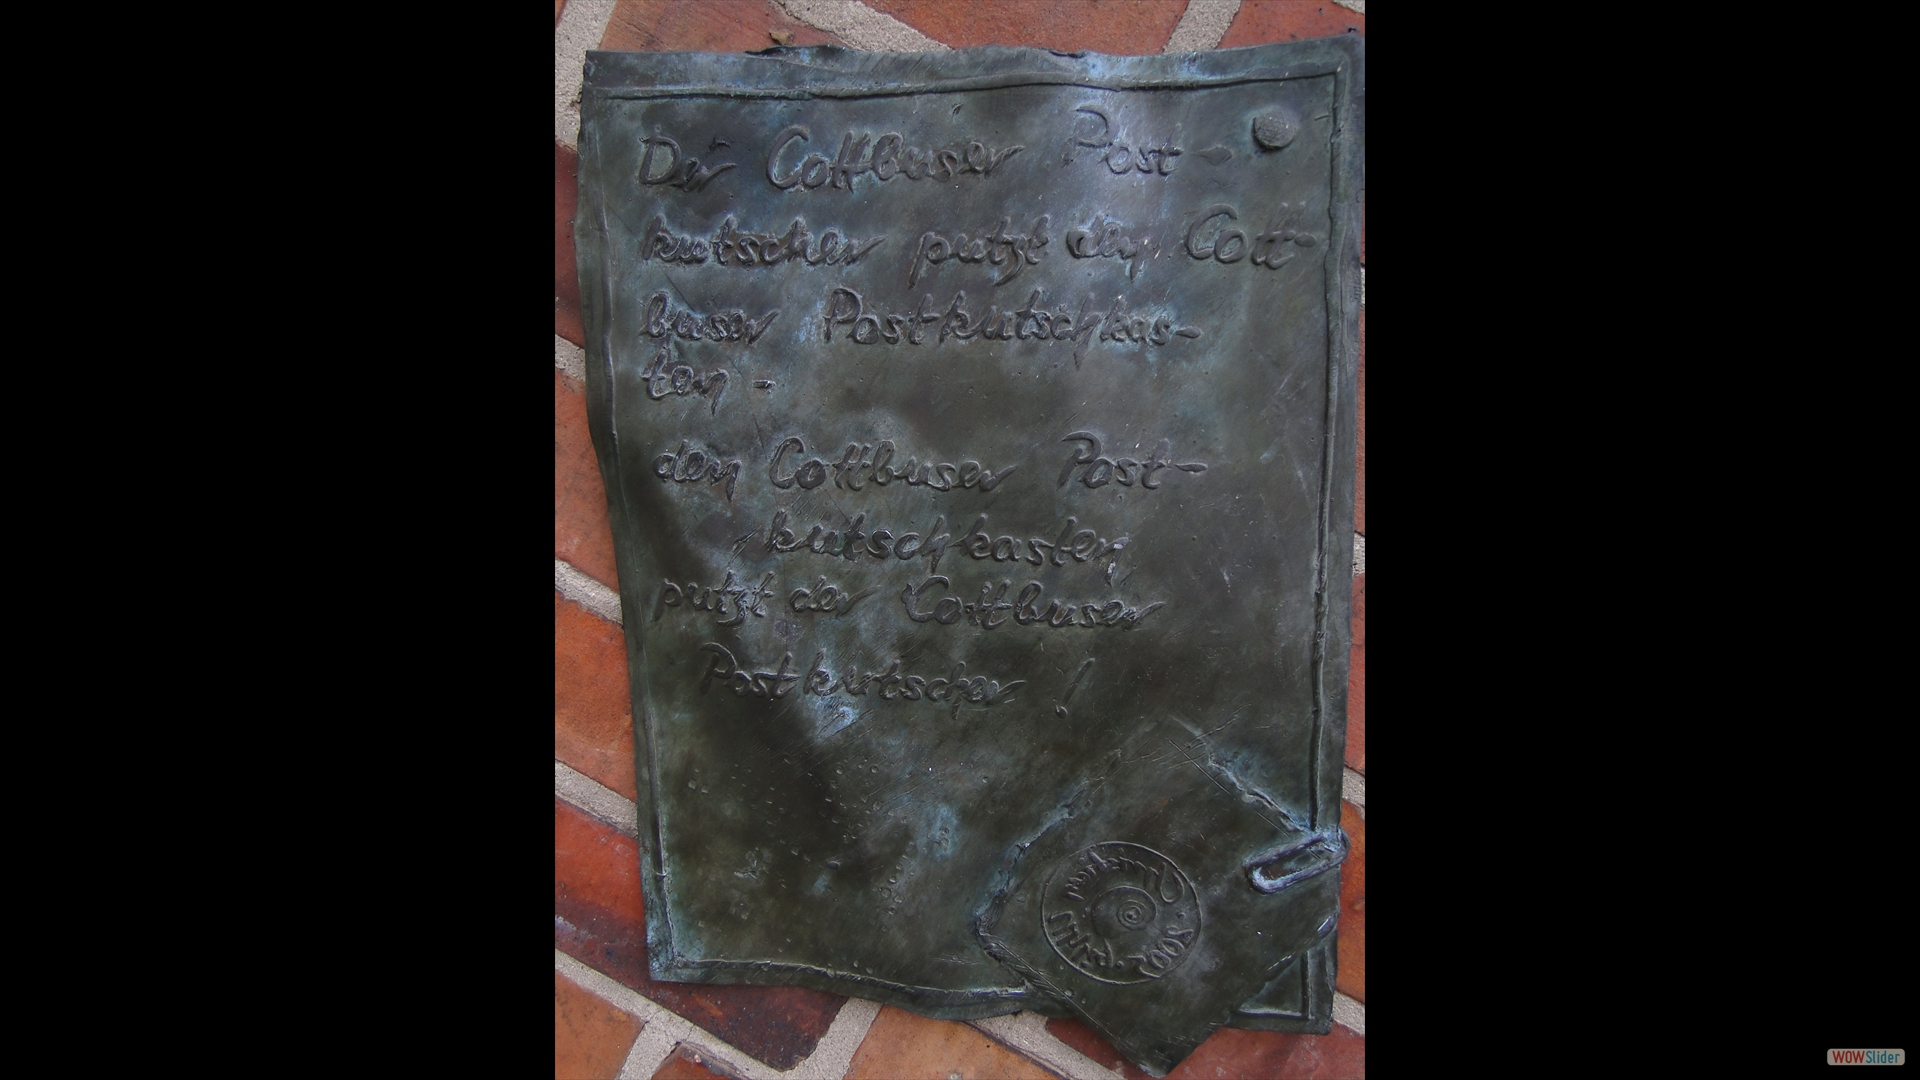 Der Cottbuser Post-
kutscher putzt den Cott-
buser Postkutschkas-
ten -
den Cottbuser Post-
kutschkasten
putzt der Cottbuser
Postkutscher !
2008
WOWSlider